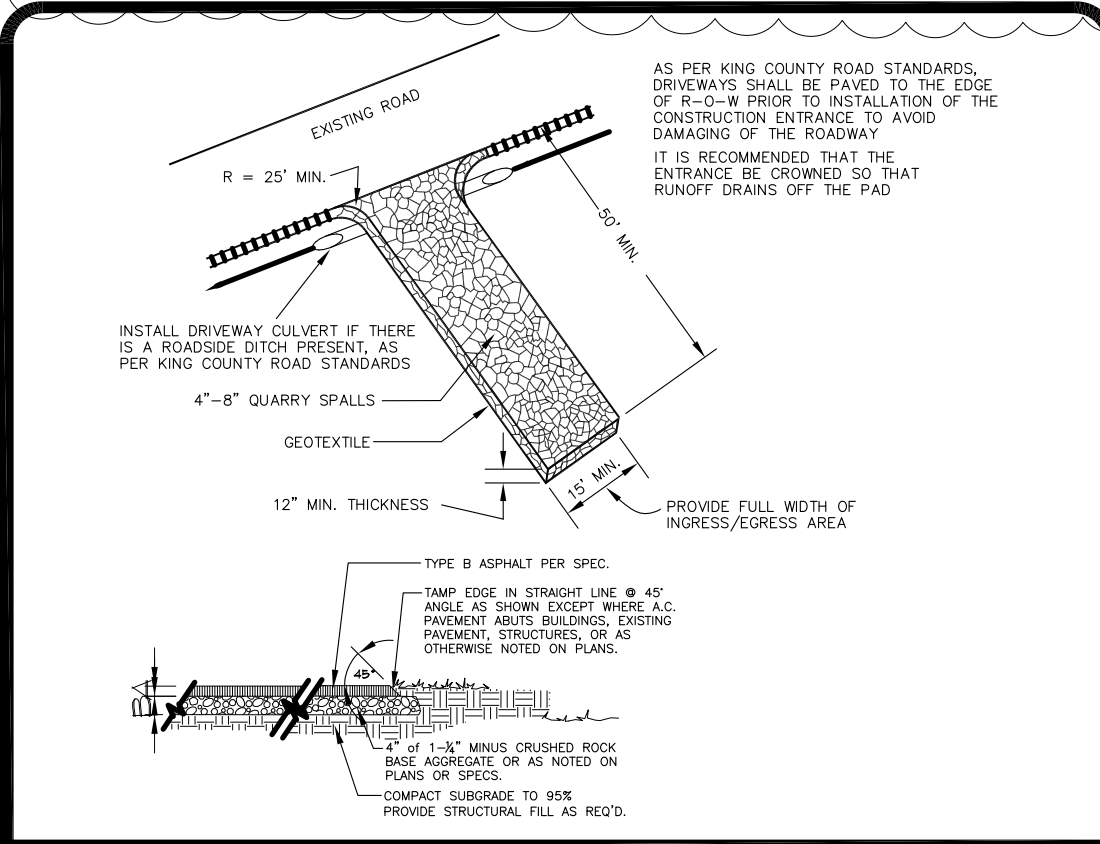 AS PER KING COUNTY ROAD STANDARDS,
DRIVEWAYS SHALL BE PAVED TO THE EDGE
OF R-O-W PRIOR TO INSTALLATION OF THE
CONSTRUCTION ENTRANCE TO AVOID
DAMAGING OF THE ROADWAY
IT IS RECOMMENDED THAT THE
ENTRANCE BE CROWNED SO THAT
RUNOFF DRAINS OFF THE PAD
EXISTING ROAD
R = 25' MIN.
50' MIN.
INSTALL DRIVEWAY CULVERT IF THERE
IS A ROADSIDE DITCH PRESENT, AS
PER KING COUNTY ROAD STANDARDS
4"-8" QUARRY SPALLS
GEOTEXTILE
12" MIN. THICKNESS
15' MIN.
PROVIDE FULL WIDTH OF
INGRESS/EGRESS AREA
TYPE B ASPHALT PER SPEC.
TAMP EDGE IN STRAIGHT LINE @ 45°
ANGLE AS SHOWN EXCEPT WHERE A.C.
PAVEMENT ABUTS BUILDINGS, EXISTING
PAVEMENT, STRUCTURES, OR AS
OTHERWISE NOTED ON PLANS.
45°
A
B
4" of 1-¼" MINUS CRUSHED ROCK
BASE AGGREGATE OR AS NOTED ON
PLANS OR SPECS.
COMPACT SUBGRADE TO 95%
PROVIDE STRUCTURAL FILL AS REQ'D.